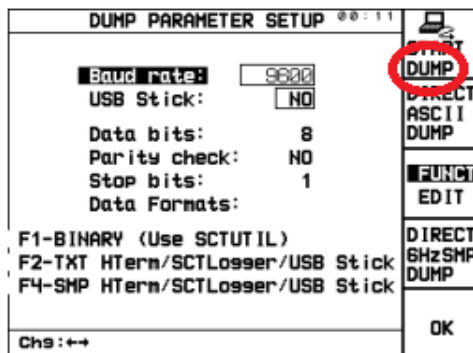 DUMP PARAMETER SETUP 00:11
Baud rate: 9600
USB Stick: NO
Data bits: 8
Parity check: NO
Stop bits: 1
Data Formats:
F1-BINARY (Use SCTUTIL)
F2-TXT HTerm/SCTLogger/USB Stick
F4-SMP HTerm/SCTLogger/USB Stick
Chg:←→
START
DUMP
DIRECT
ASCII
DUMP
FUNCT
EDIT
DIRECT
6HzSMP
DUMP
OK